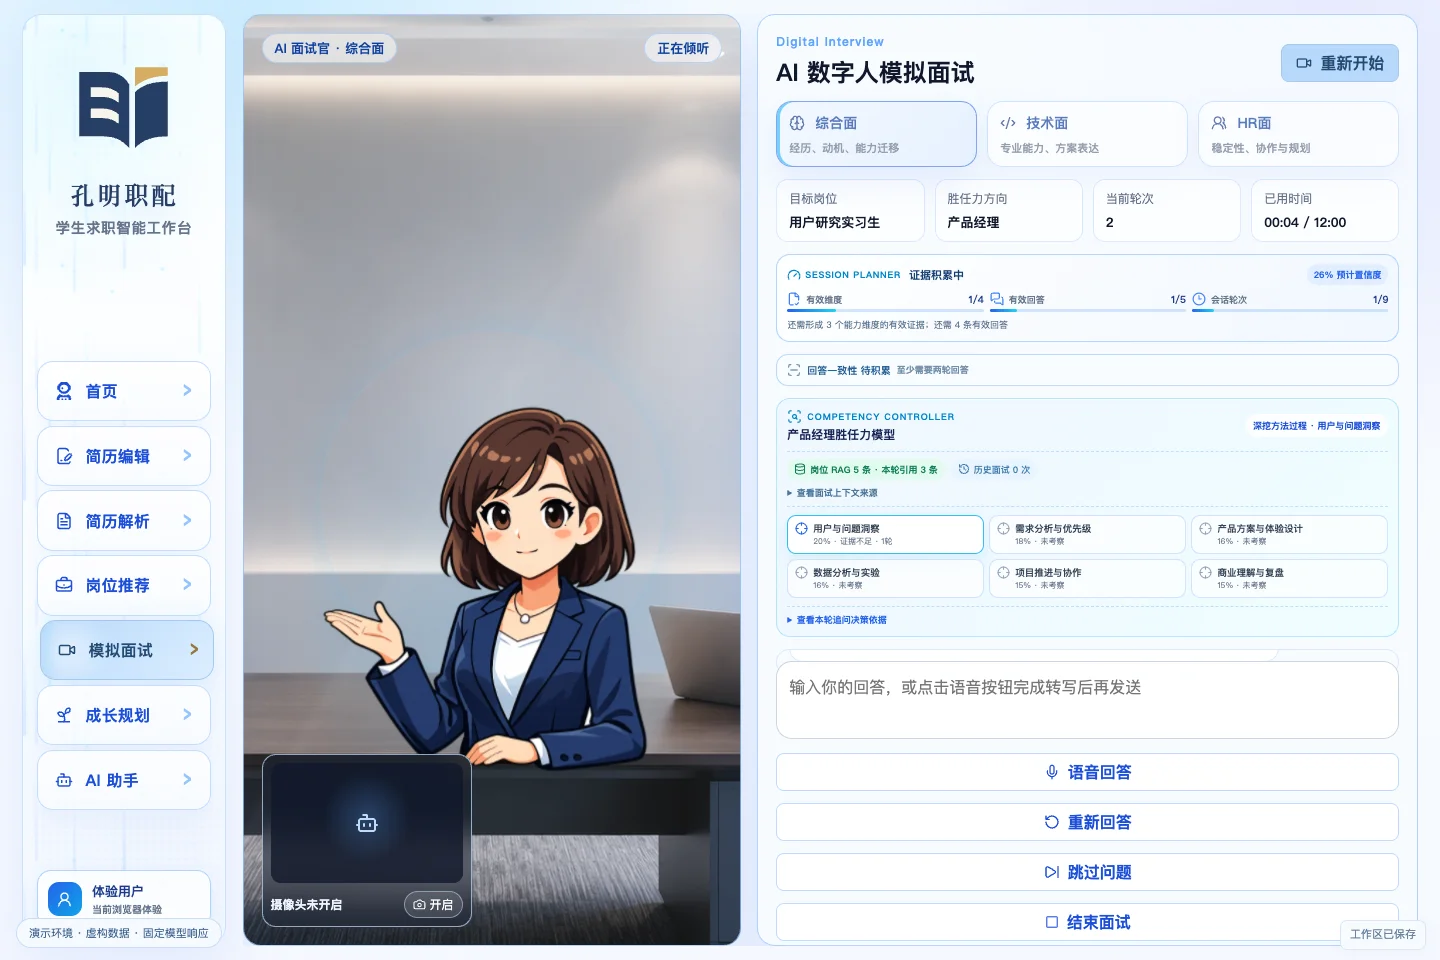 孔明职配
学生求职智能工作台
首页
简历编辑
简历解析
岗位推荐
模拟面试
成长规划
AI 助手
体验用户
当前浏览器体验
演示环境 · 虚构数据 · 固定模型响应
AI 面试官 · 综合面
正在倾听
摄像头未开启
开启
Digital Interview
AI 数字人模拟面试
重新开始
综合面
经历、动机、能力迁移
技术面
专业能力、方案表达
HR面
稳定性、协作与规划
目标岗位
用户研究实习生
胜任力方向
产品经理
当前轮次
2
已用时间
00:04 / 12:00
SESSION PLANNER 证据积累中
26% 预计置信度
有效维度 1/4
有效回答 1/5
会话轮次 1/9
还需形成 3 个能力维度的有效证据；还需 4 条有效回答
回答一致性 待积累 至少需要两轮回答
COMPETENCY CONTROLLER
产品经理胜任力模型
深挖方法过程 · 用户与问题洞察
岗位 RAG 5 条 · 本轮引用 3 条
历史面试 0 次
查看面试上下文来源
用户与问题洞察
20% · 证据不足 · 1轮
需求分析与优先级
18% · 未考察
产品方案与体验设计
16% · 未考察
数据分析与实验
16% · 未考察
项目推进与协作
15% · 未考察
商业理解与复盘
15% · 未考察
查看本轮追问决策依据
输入你的回答，或点击语音按钮完成转写后再发送
语音回答
重新回答
跳过问题
结束面试
工作区已保存